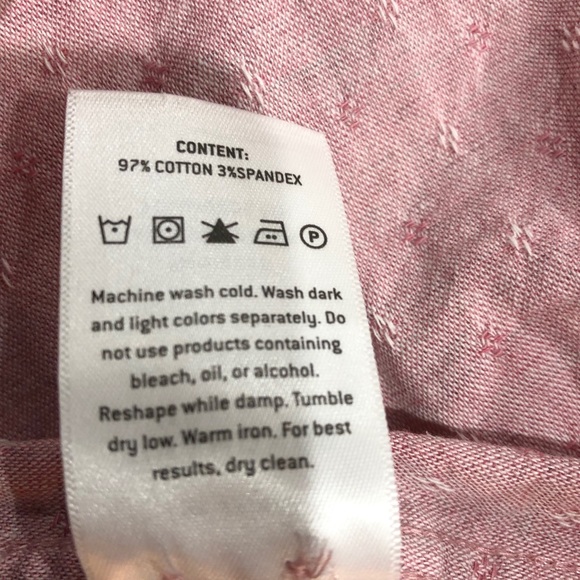 CONTENT:
97% COTTON 3%SPANDEX
P
Machine wash cold. Wash dark
and light colors separately. Do
not use products containing
bleach, oil, or alcohol.
Reshape while damp. Tumble
dry low. Warm iron. For best
results, dry clean.